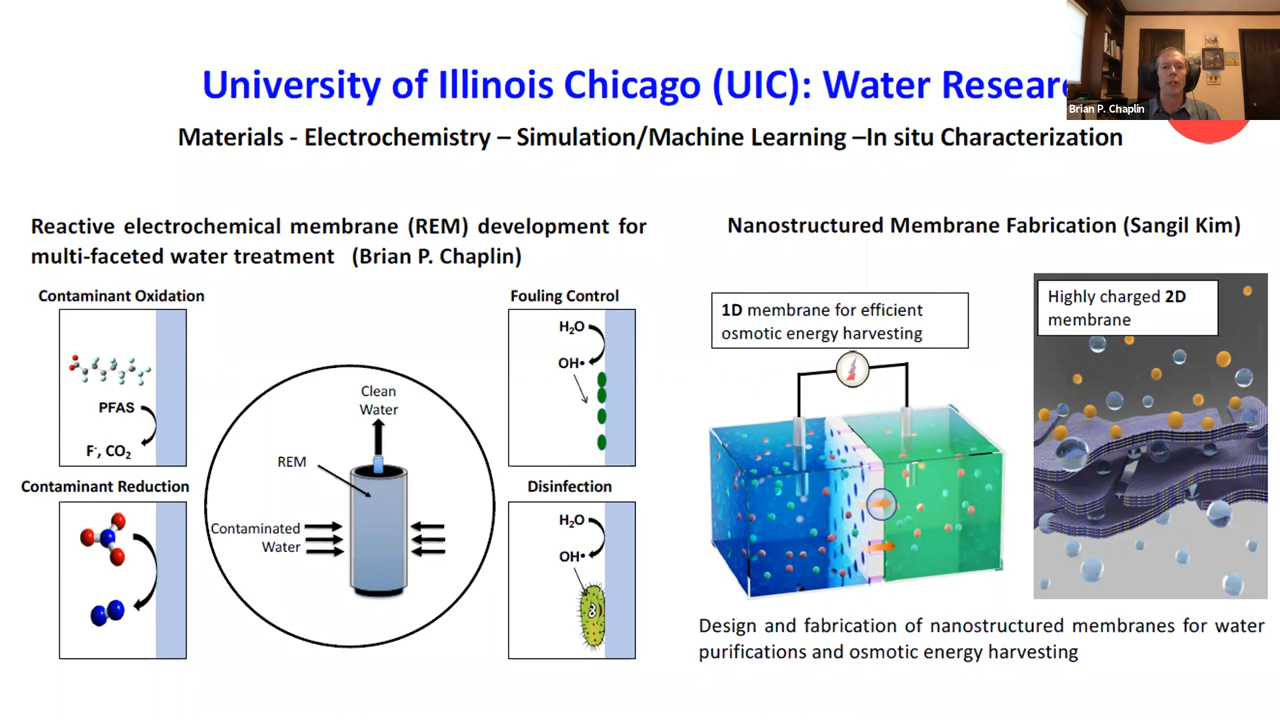 University of Illinois Chicago (UIC): Water Resear
Brian P. Chaplin
Materials - Electrochemistry – Simulation/Machine Learning –In situ Characterization
Reactive electrochemical membrane (REM) development for
multi-faceted water treatment (Brian P. Chaplin)
Contaminant Oxidation
PFAS
F⁻, CO₂
Contaminant Reduction
Clean
Water
REM
Contaminated
Water
Fouling Control
H₂O
OH•
Disinfection
H₂O
OH•
Nanostructured Membrane Fabrication (Sangil Kim)
1D membrane for efficient
osmotic energy harvesting
Highly charged 2D
membrane
Design and fabrication of nanostructured membranes for water
purifications and osmotic energy harvesting